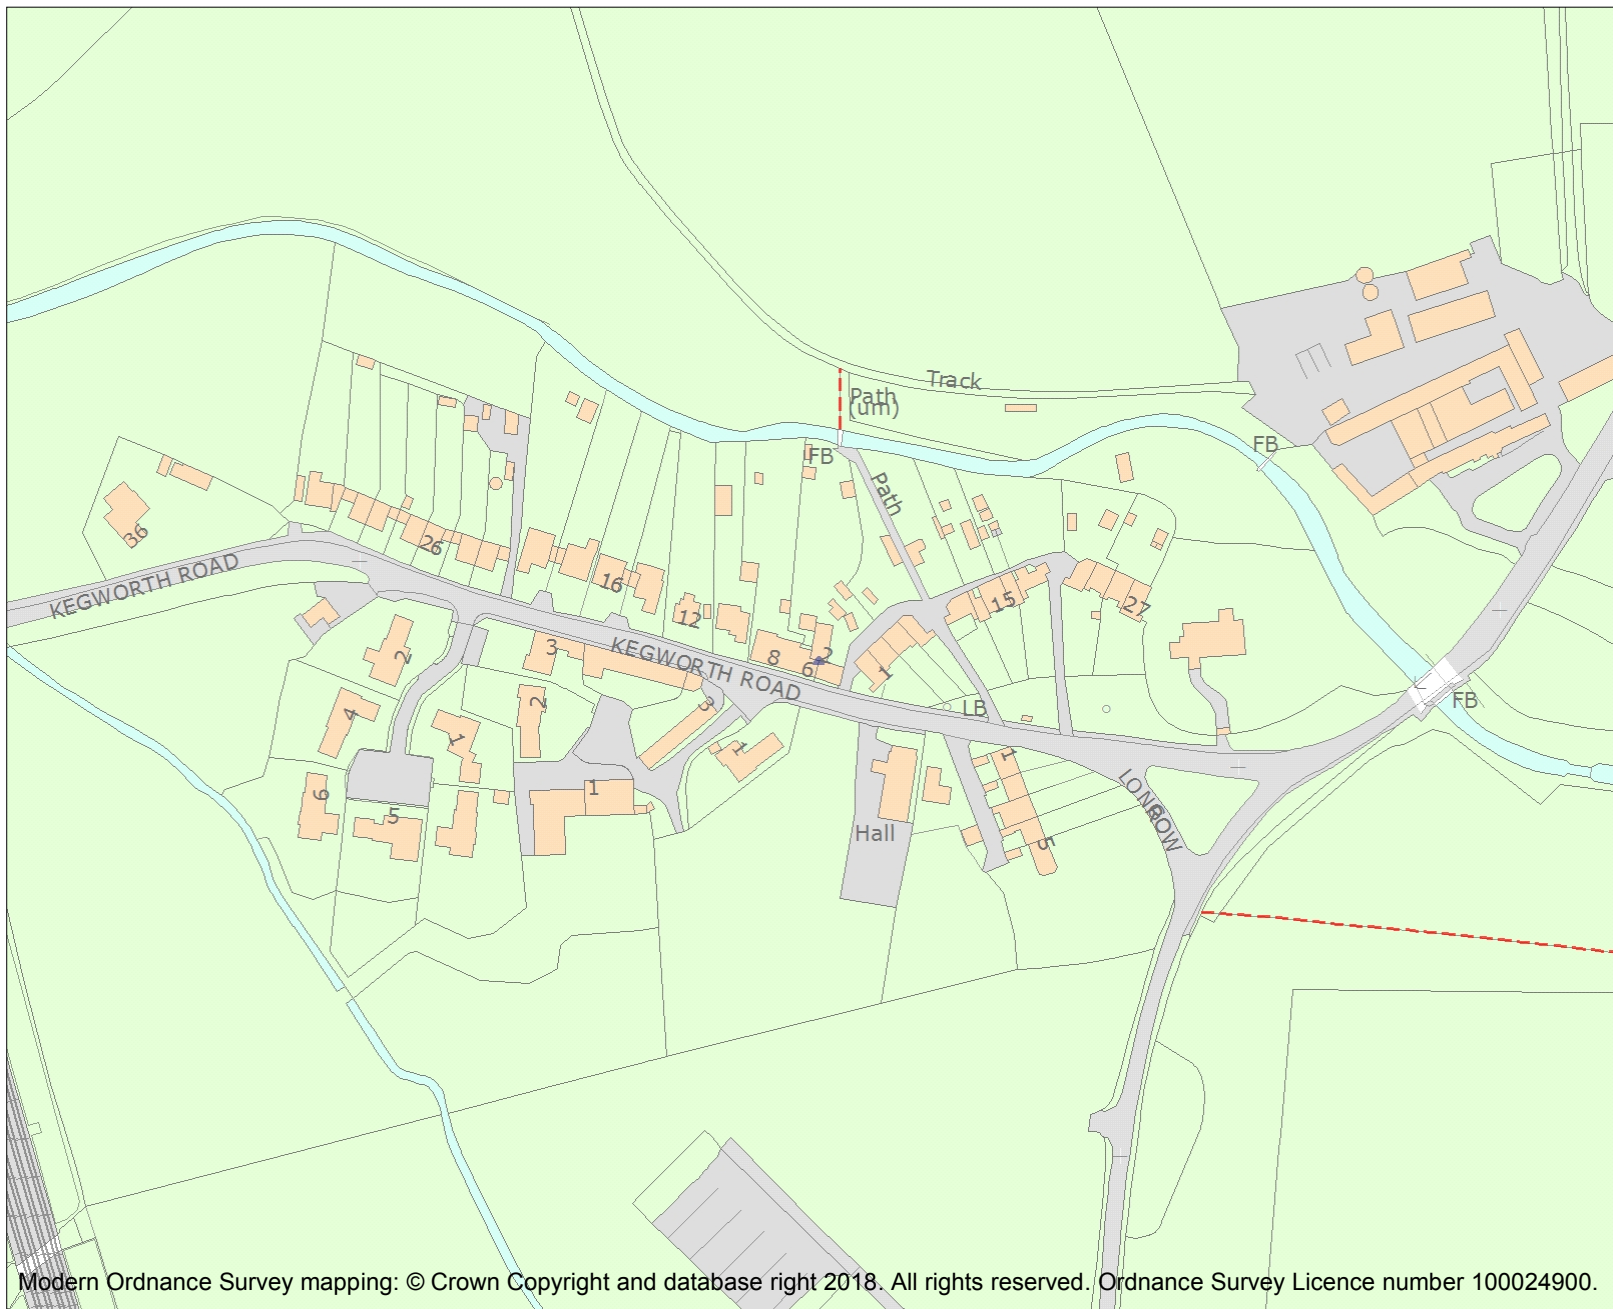 Track
Path
(um)
FB
FB
Path
36
26
KEGWORTH ROAD
16
12
15
27
2
3
KEGWORTH ROAD
8
6
2
1
4
2
3
LB
FB
1
1
1
LONG ROW
6
5
1
Hall
5
Modern Ordnance Survey mapping: © Crown Copyright and database right 2018. All rights reserved. Ordnance Survey Licence number 100024900.